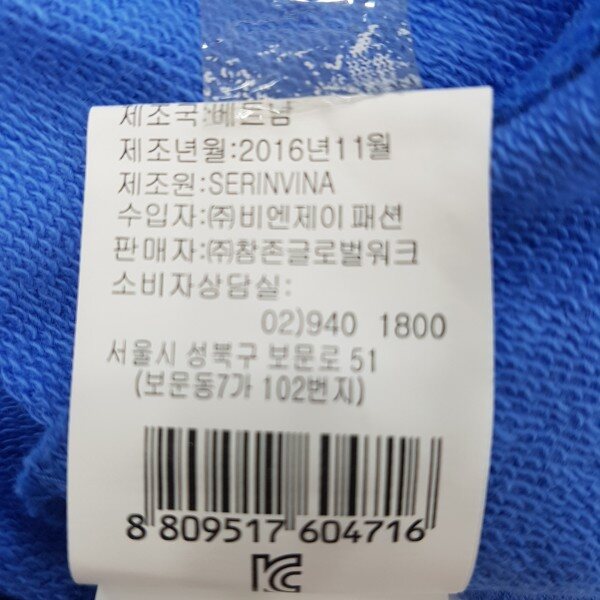 제조국:베트남
제조년월:2016년11월
제조원:SERINVINA
수입자:㈜비엔제이패션
판매자:㈜참존글로벌워크
소비자상담실:
02)940 1800
서울시 성북구 보문로 51
(보문동7가 102번지)
8 809517 604716
KC